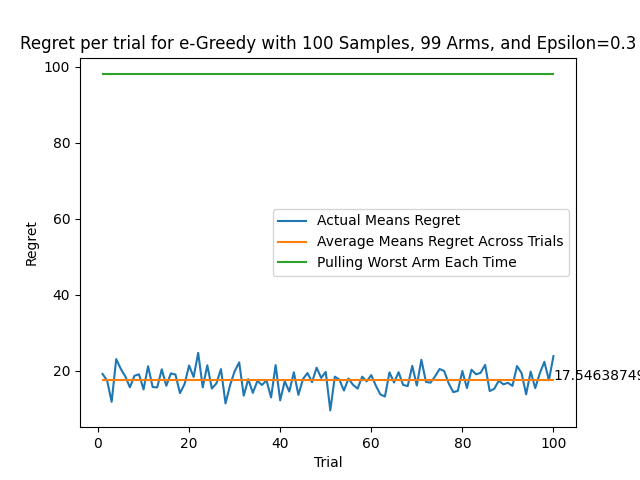 Regret per trial for e-Greedy with 100 Samples, 99 Arms, and Epsilon=0.3
100
80
60
40
20
Regret
Actual Means Regret
Average Means Regret Across Trials
Pulling Worst Arm Each Time
17.54638749
0
20
40
60
80
100
Trial